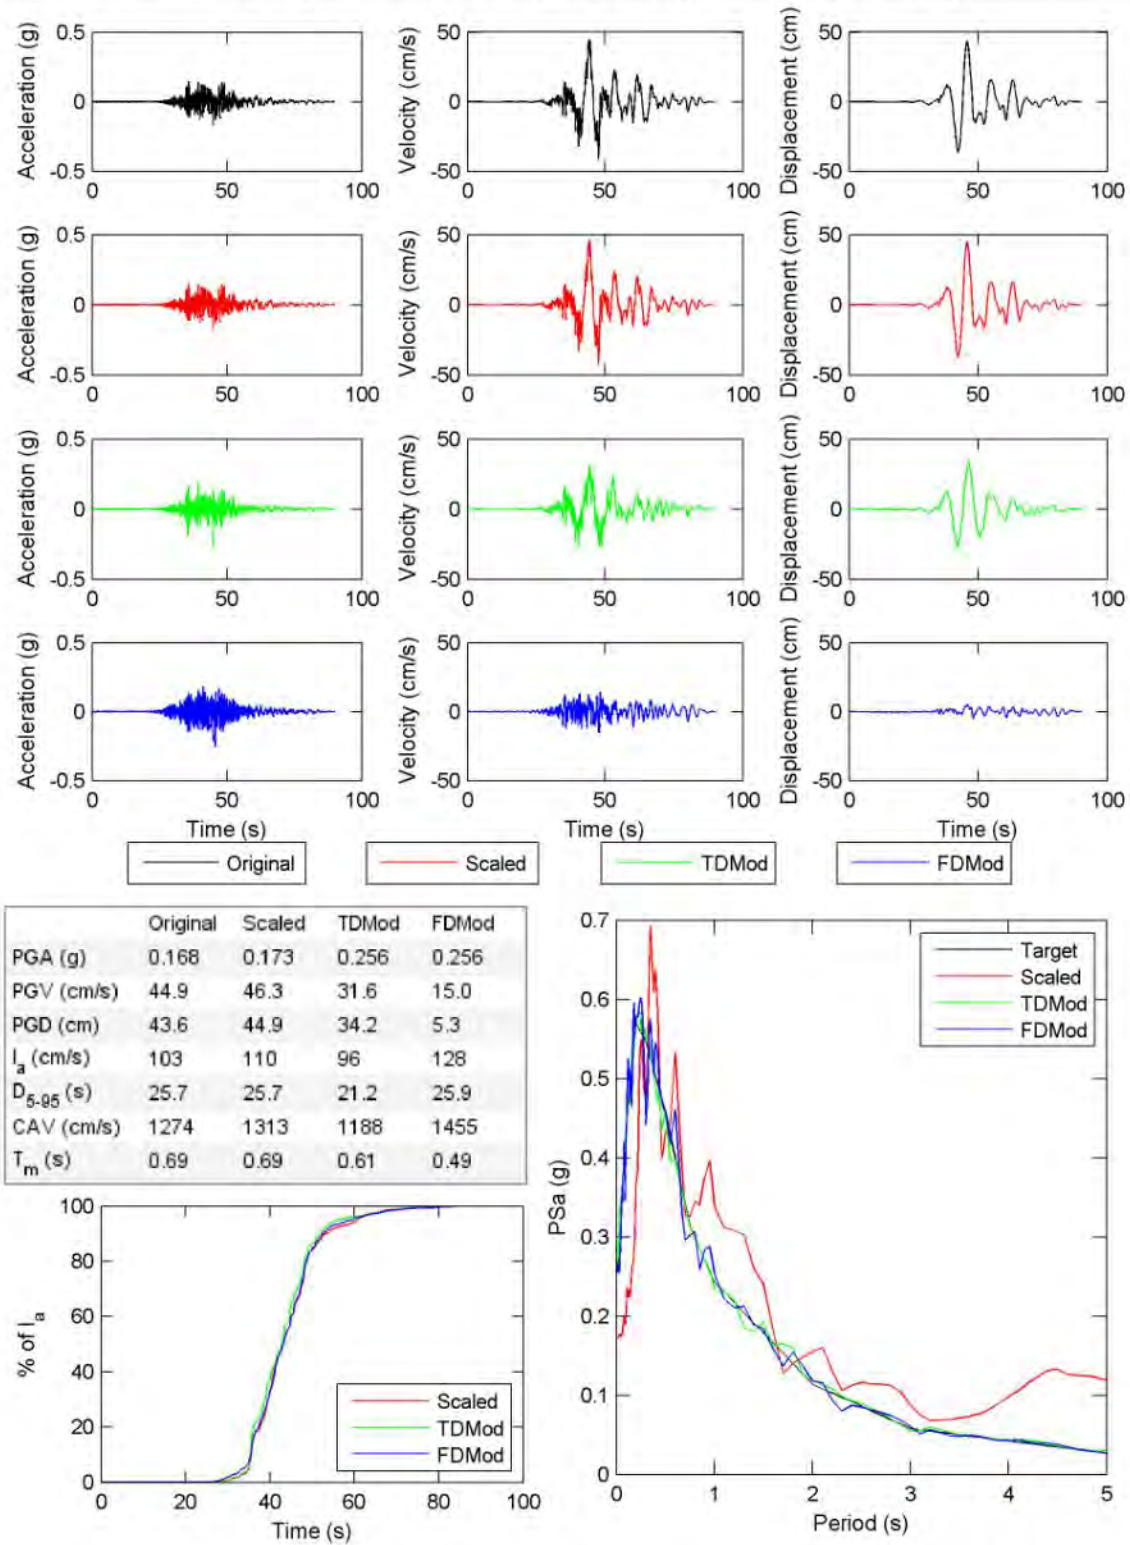 Acceleration (g)
0.5
0
-0.5
0 50 100
Velocity (cm/s)
50
0
-50
0 50 100
Displacement (cm)
50
0
-50
0 50 100
Acceleration (g)
0.5
0
-0.5
0 50 100
Velocity (cm/s)
50
0
-50
0 50 100
Displacement (cm)
50
0
-50
0 50 100
Acceleration (g)
0.5
0
-0.5
0 50 100
Velocity (cm/s)
50
0
-50
0 50 100
Displacement (cm)
50
0
-50
0 50 100
Acceleration (g)
0.5
0
-0.5
0 50 100
Time (s)
Velocity (cm/s)
50
0
-50
0 50 100
Time (s)
Displacement (cm)
50
0
-50
0 50 100
Time (s)
Original
Scaled
TDMod
FDMod
Original Scaled TDMod FDMod
PGA (g) 0.168 0.173 0.256 0.256
PGV (cm/s) 44.9 46.3 31.6 15.0
PGD (cm) 43.6 44.9 34.2 5.3
I_a (cm/s) 103 110 96 128
D_5-95 (s) 25.7 25.7 21.2 25.9
CAV (cm/s) 1274 1313 1188 1455
T_m (s) 0.69 0.69 0.61 0.49
% of I_a
100
80
60
40
20
0
0 20 40 60 80 100
Time (s)
Scaled
TDMod
FDMod
PSa (g)
0.7
0.6
0.5
0.4
0.3
0.2
0.1
0
0 1 2 3 4 5
Period (s)
Target
Scaled
TDMod
FDMod